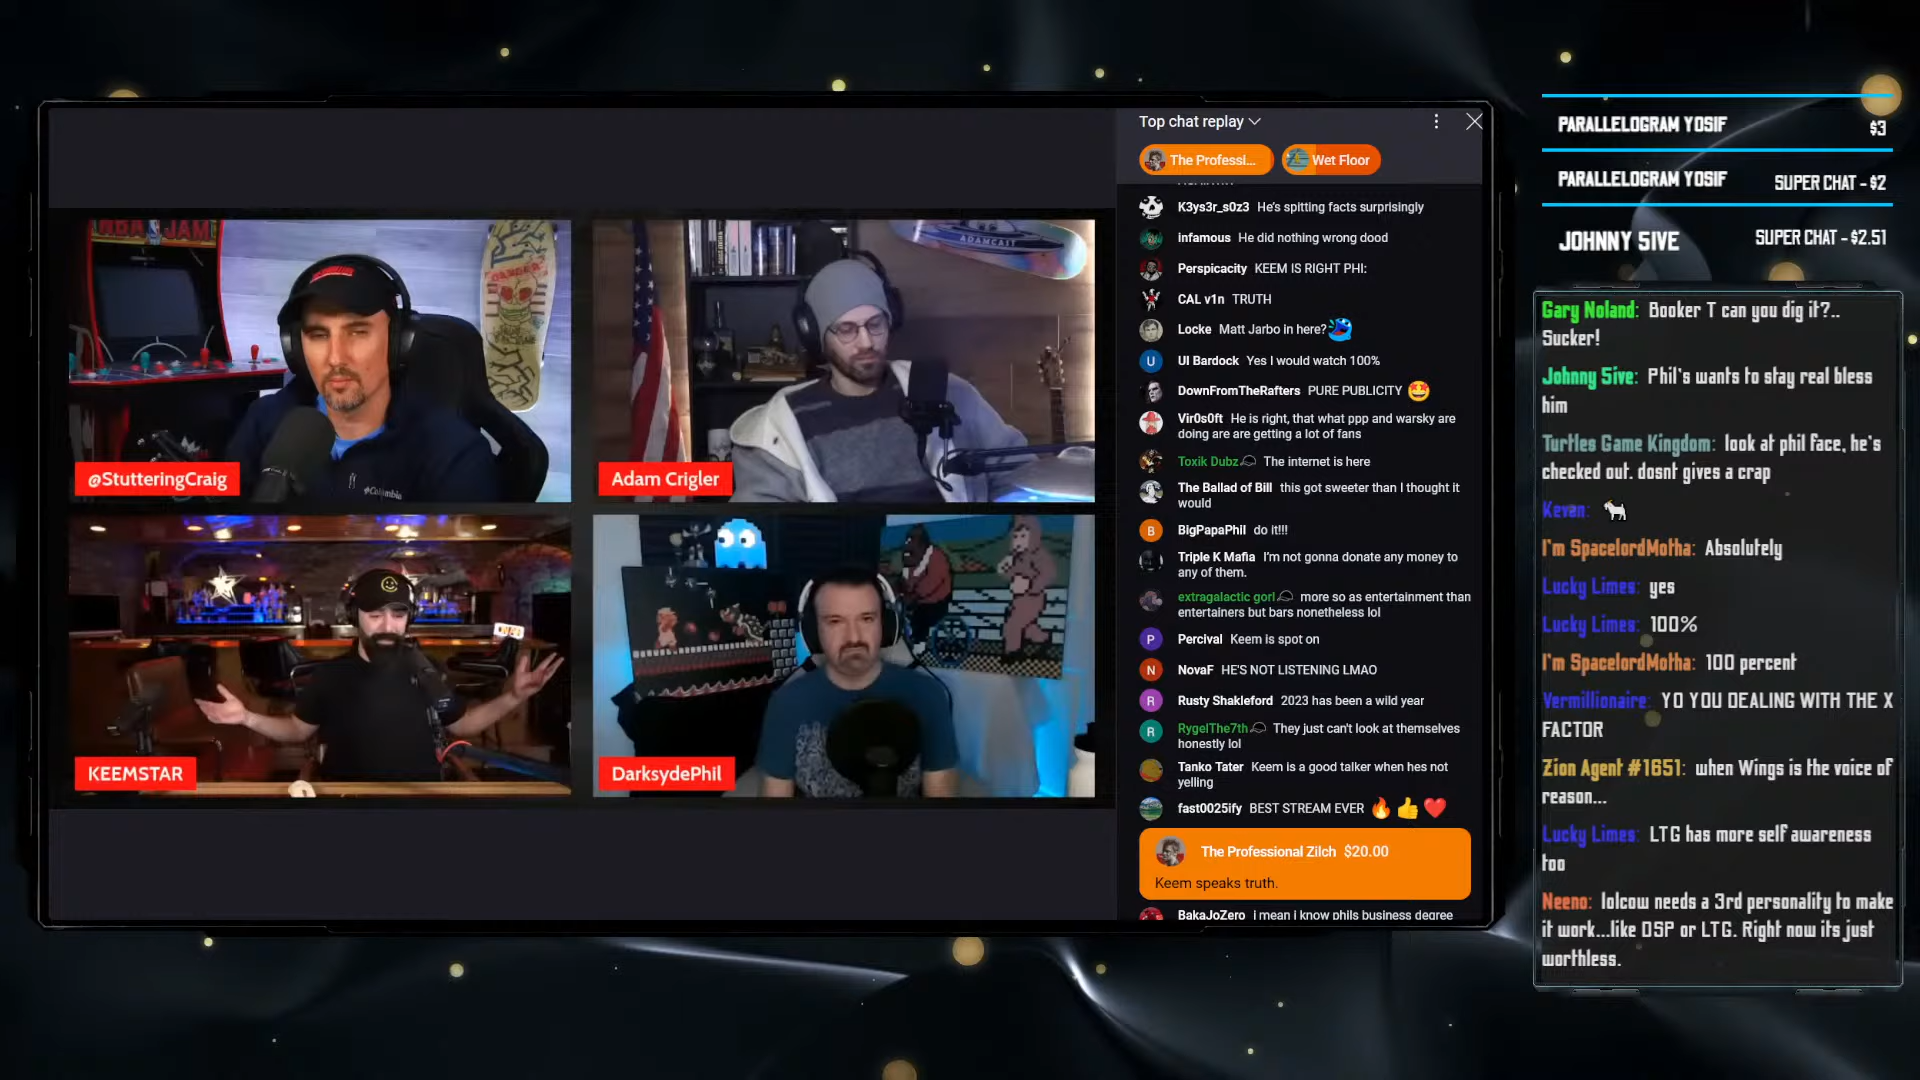 NBA JAM
DANGER
ADAMCAST
Columbia
@StutteringCraig
Adam Crigler
ON AIR
KEEMSTAR
DarksydePhil
Top chat replay
The Professi...
Wet Floor
K3ys3r_s0z3 He's spitting facts surprisingly
infamous He did nothing wrong dood
Perspicacity KEEM IS RIGHT PHI:
CAL v1n TRUTH
Locke Matt Jarbo in here?
U
UI Bardock Yes I would watch 100%
DownFromTheRafters PURE PUBLICITY 🤩
Vir0s0ft He is right, that what ppp and warsky are
doing are are getting a lot of fans
Toxik Dubz The internet is here
The Ballad of Bill this got sweeter than I thought it
would
B
BigPapaPhil do it!!!
Triple K Mafia I'm not gonna donate any money to
any of them.
extragalactic gorl more so as entertainment than
entertainers but bars nonetheless lol
P
Percival Keem is spot on
N
NovaF HE'S NOT LISTENING LMAO
R
Rusty Shakleford 2023 has been a wild year
R
RygelThe7th They just can't look at themselves
honestly lol
Tanko Tater Keem is a good talker when hes not
yelling
fast0025ify BEST STREAM EVER 🔥👍❤️
The Professional Zilch $20.00
Keem speaks truth.
BakaJoZero i mean i know phils business degree
PARALLELOGRAM YOSIF $3
PARALLELOGRAM YOSIF SUPER CHAT - $2
JOHNNY 5IVE SUPER CHAT - $2.51
Gary Noland: Booker T can you dig it?..
Sucker!
Johnny 5ive: Phil's wants to stay real bless
him
Turtles Game Kingdom: look at phil face, he's
checked out. dosnt gives a crap
Keven: 🐐
I'm SpacelordMotha: Absolutely
Lucky Limes: yes
Lucky Limes: 100%
I'm SpacelordMotha: 100 percent
Vermillionaire: YO YOU DEALING WITH THE X
FACTOR
Zion Agent #1651: when Wings is the voice of
reason...
Lucky Limes: LTG has more self awareness
too
Neeno: lolcow needs a 3rd personality to make
it work...like DSP or LTG. Right now its just
worthless.